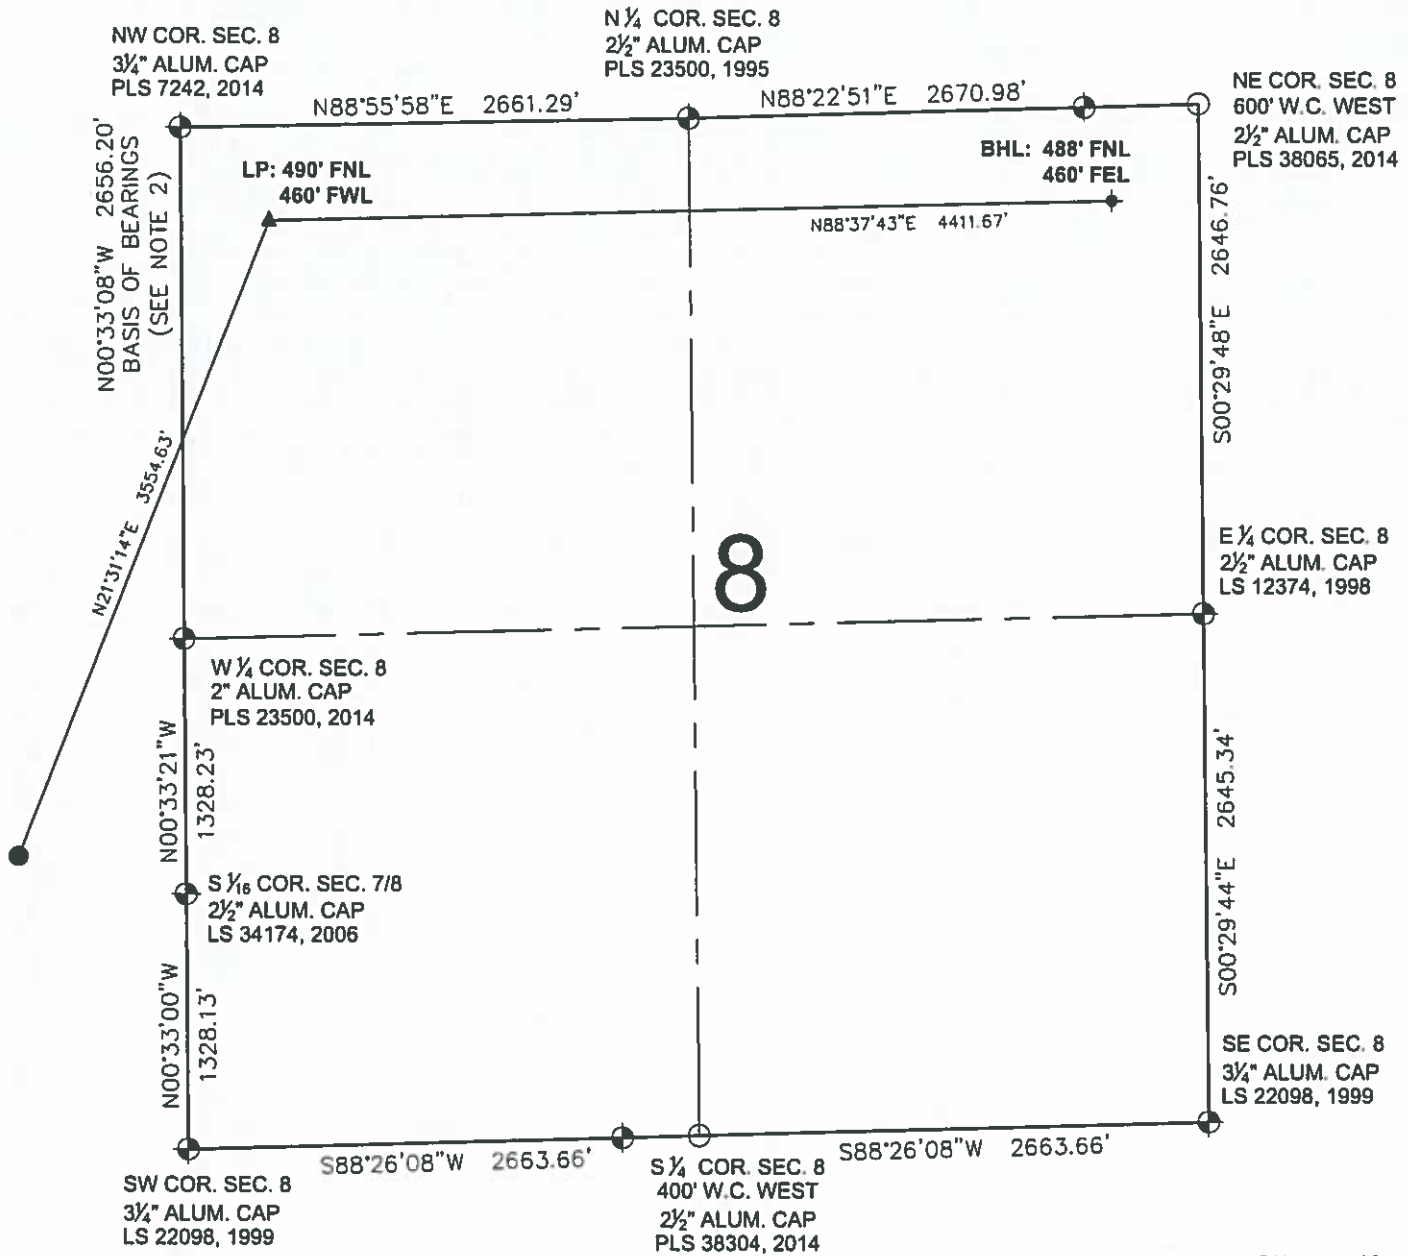 N ¼ COR. SEC. 8
2½" ALUM. CAP
PLS 23500, 1995
NW COR. SEC. 8
3¼" ALUM. CAP
PLS 7242, 2014
NE COR. SEC. 8
600' W.C. WEST
2½" ALUM. CAP
PLS 38065, 2014
N88°55'58"E 2661.29'
N88°22'51"E 2670.98'
LP: 490' FNL
460' FWL
BHL: 488' FNL
460' FEL
N88°37'43"E 4411.67'
N00°33'08"W 2656.20'
BASIS OF BEARINGS
(SEE NOTE 2)
S00°29'48"E 2646.76'
N21°31'14"E 3554.63'
8
E ¼ COR. SEC. 8
2½" ALUM. CAP
LS 12374, 1998
W ¼ COR. SEC. 8
2" ALUM. CAP
PLS 23500, 2014
N00°33'21"W
1328.23'
S00°29'44"E 2645.34'
S 1/16 COR. SEC. 7/8
2½" ALUM. CAP
LS 34174, 2006
N00°33'00"W
1328.13'
SE COR. SEC. 8
3¼" ALUM. CAP
LS 22098, 1999
S88°26'08"W 2663.66'
S88°26'08"W 2663.66'
SW COR. SEC. 8
3¼" ALUM. CAP
LS 22098, 1999
S ¼ COR. SEC. 8
400' W.C. WEST
2½" ALUM. CAP
PLS 38304, 2014